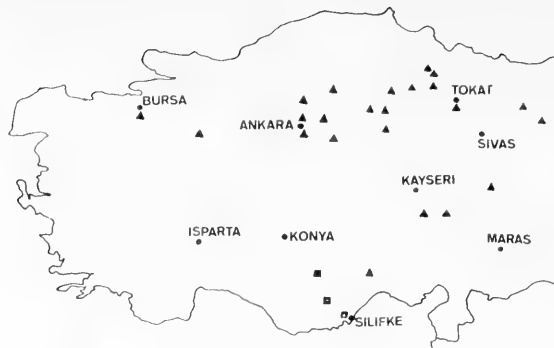 BURSA
TOKAT
ANKARA
SIVAS
KAYSERI
ISPARTA
KONYA
MARAS
SILIFKE